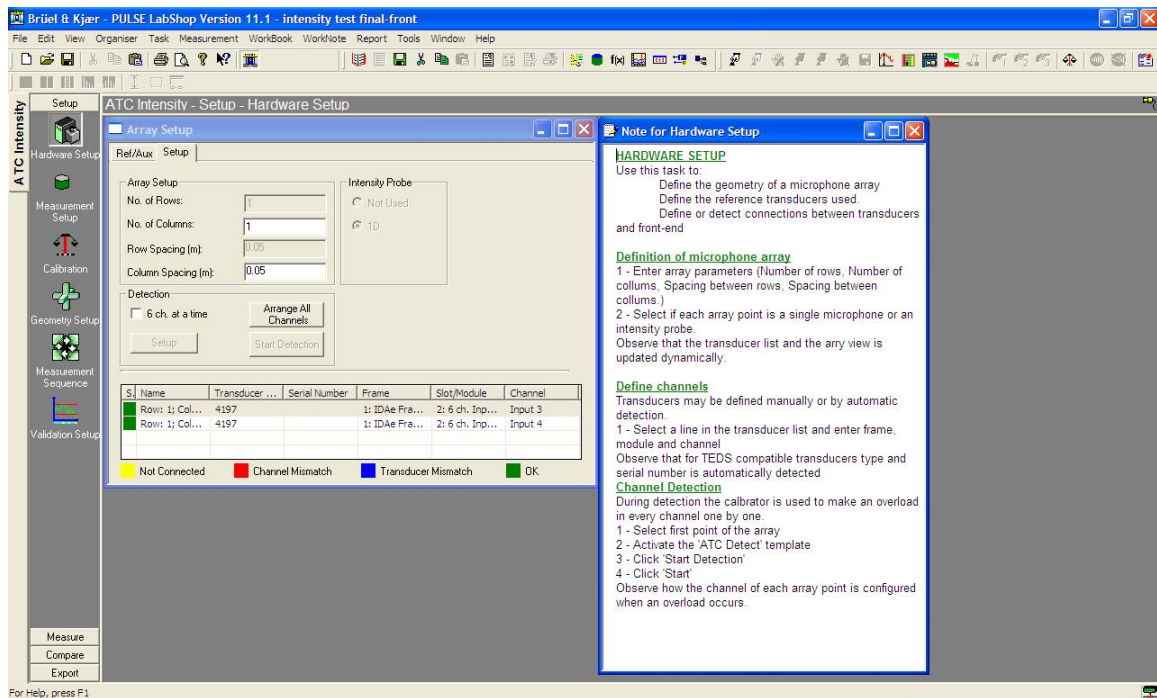 Brüel & Kjær - PULSE LabShop Version 11.1 - intensity test final-front
File Edit View Organiser Task Measurement WorkBook WorkNote Report Tools Window Help
ATC Intensity
Setup
Hardware Setup
Measurement
Setup
Calibration
Geometry Setup
Measurement
Sequence
Validation Setup
Measure
Compare
Export
ATC Intensity - Setup - Hardware Setup
Array Setup
Ref/Aux Setup
Array Setup
No. of Rows: 1
No. of Columns: 1
Row Spacing (m): 0.05
Column Spacing (m): 0.05
Intensity Probe
Not Used
1D
Detection
6 ch. at a time
Arrange All
Channels
Setup
Start Detection
S. Name Transducer ... Serial Number Frame Slot/Module Channel
Row: 1; Col... 4197 1: IDAe Fra... 2: 6 ch. Inp... Input 3
Row: 1; Col... 4197 1: IDAe Fra... 2: 6 ch. Inp... Input 4
Not Connected Channel Mismatch Transducer Mismatch OK
Note for Hardware Setup
HARDWARE SETUP
Use this task to:
Define the geometry of a microphone array
Define the reference transducers used.
Define or detect connections between transducers
and front-end
Definition of microphone array
1 - Enter array parameters (Number of rows, Number of
collums, Spacing between rows, Spacing between
collums.)
2 - Select if each array point is a single microphone or an
intensity probe.
Observe that the transducer list and the arry view is
updated dynamically.
Define channels
Transducers may be defined manually or by automatic
detection.
1 - Select a line in the transducer list and enter frame,
module and channel
Observe that for TEDS compatible transducers type and
serial number is automatically detected
Channel Detection
During detection the calbrator is used to make an overload
in every channel one by one.
1 - Select first point of the array
2 - Activate the 'ATC Detect' template
3 - Click 'Start Detection'
4 - Click 'Start'
Observe how the channel of each array point is configured
when an overload occurs.
For Help, press F1